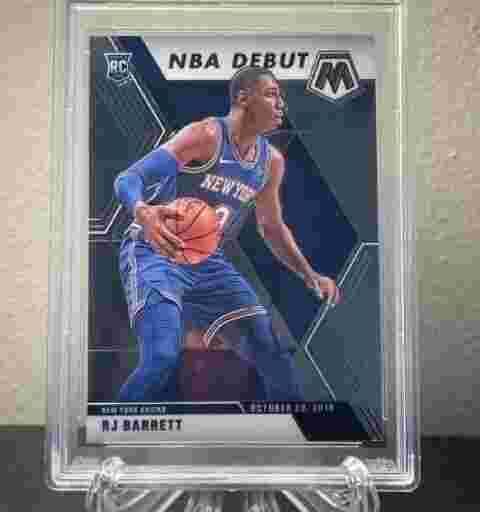 RC
NBA DEBUT
M
NEW YORK
NEW YORK KNICKS
OCTOBER 23, 2019
RJ BARRETT